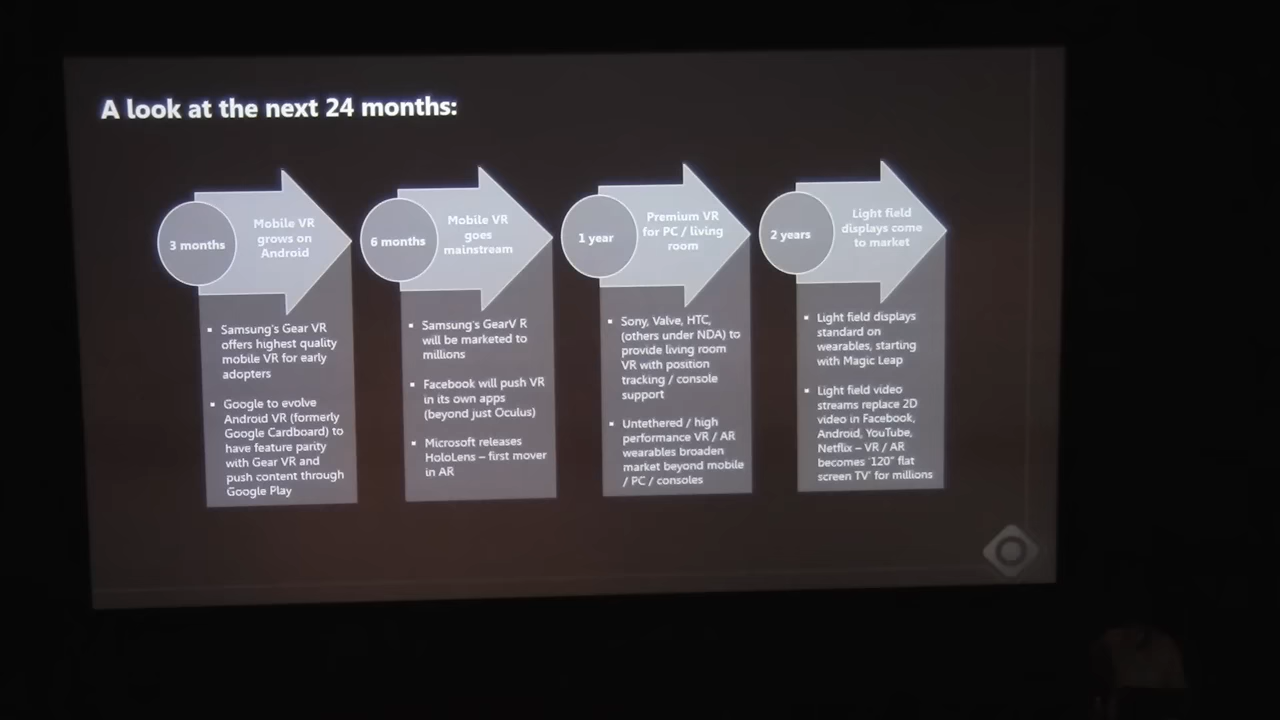 A look at the next 24 months:
3 months
Mobile VR
grows on
Android
▪ Samsung's Gear VR
offers highest quality
mobile VR for early
adopters
▪ Google to evolve
Android VR (formerly
Google Cardboard) to
have feature parity
with Gear VR and
push content through
Google Play
6 months
Mobile VR
goes
mainstream
▪ Samsung's GearV R
will be marketed to
millions
▪ Facebook will push VR
in its own apps
(beyond just Oculus)
▪ Microsoft releases
HoloLens – first mover
in AR
1 year
Premium VR
for PC / living
room
▪ Sony, Valve, HTC,
(others under NDA) to
provide living room
VR with position
tracking / console
support
▪ Untethered / high
performance VR / AR
wearables broaden
market beyond mobile
/ PC / consoles
2 years
Light field
displays come
to market
▪ Light field displays
standard on
wearables, starting
with Magic Leap
▪ Light field video
streams replace 2D
video in Facebook,
Android, YouTube,
Netflix – VR / AR
becomes '120" flat
screen TV' for millions